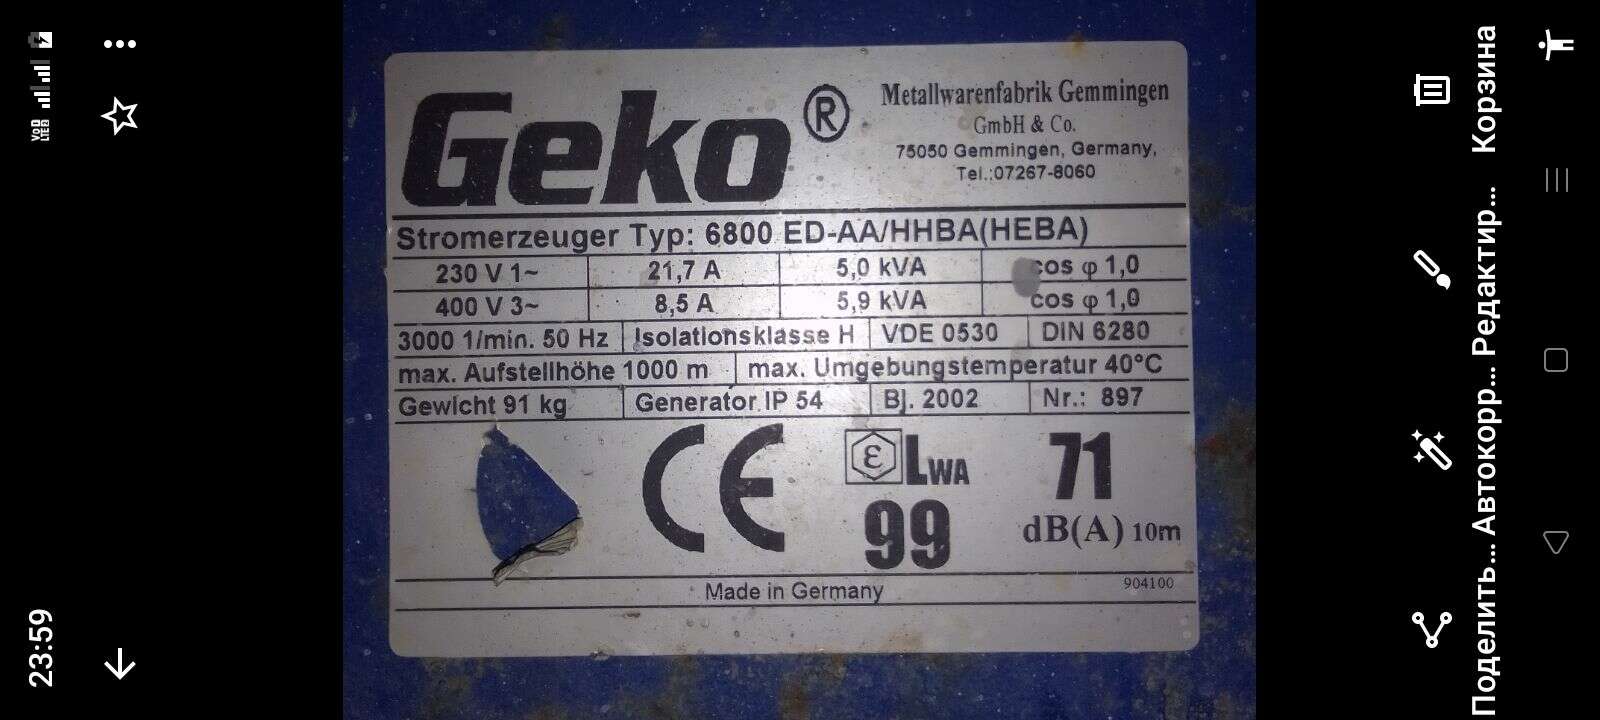 Geko®
Metallwarenfabrik Gemmingen
GmbH & Co.
75050 Gemmingen, Germany,
Tel.:07267-8060
Stromerzeuger Typ: 6800 ED-AA/HHBA(HEBA)
230 V 1~ 21,7 A 5,0 kVA cos φ 1,0
400 V 3~ 8,5 A 5,9 kVA cos φ 1,0
3000 1/min. 50 Hz Isolationsklasse H VDE 0530 DIN 6280
max. Aufstellhöhe 1000 m max. Umgebungstemperatur 40°C
Gewicht 91 kg Generator IP 54 Bj. 2002 Nr.: 897
CE ε LWA 71
99 dB(A) 10m
Made in Germany 904100
23:59
VoD LTE2
Поделить...
Автокорр...
Редактир...
Корзина